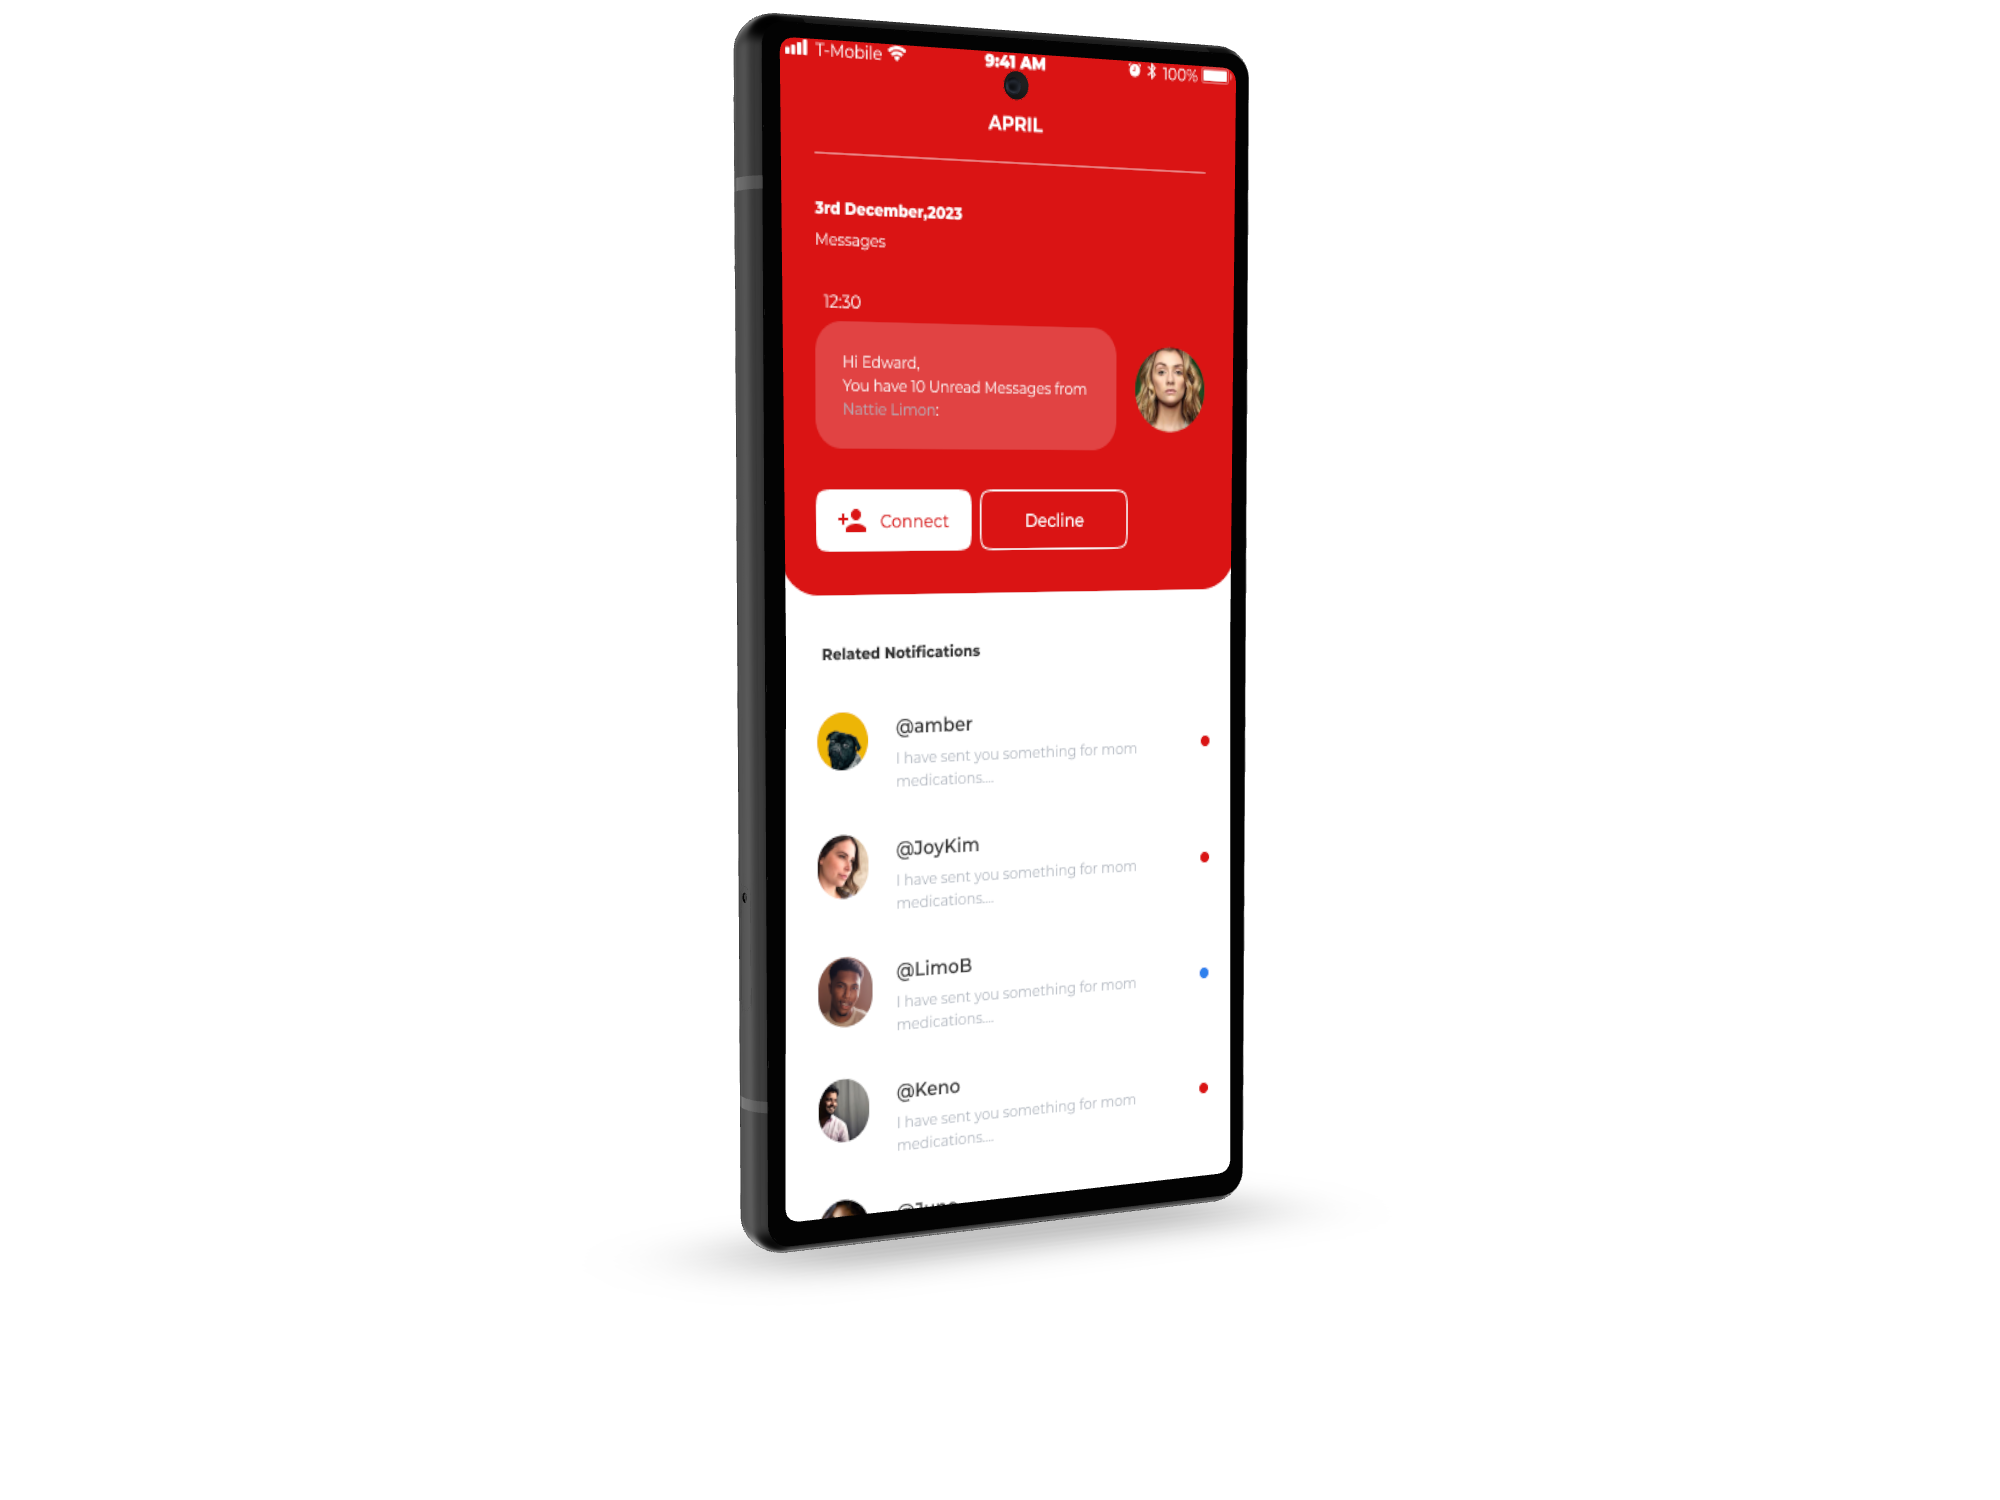 T-Mobile
9:41 AM
100%
APRIL
3rd December,2023
Messages
12:30
Hi Edward,
You have 10 Unread Messages from
Nattie Limon:
Connect
Decline
Related Notifications
@amber
I have sent you something for mom
medications....
@JoyKim
I have sent you something for mom
medications....
@LimoB
I have sent you something for mom
medications....
@Keno
I have sent you something for mom
medications....